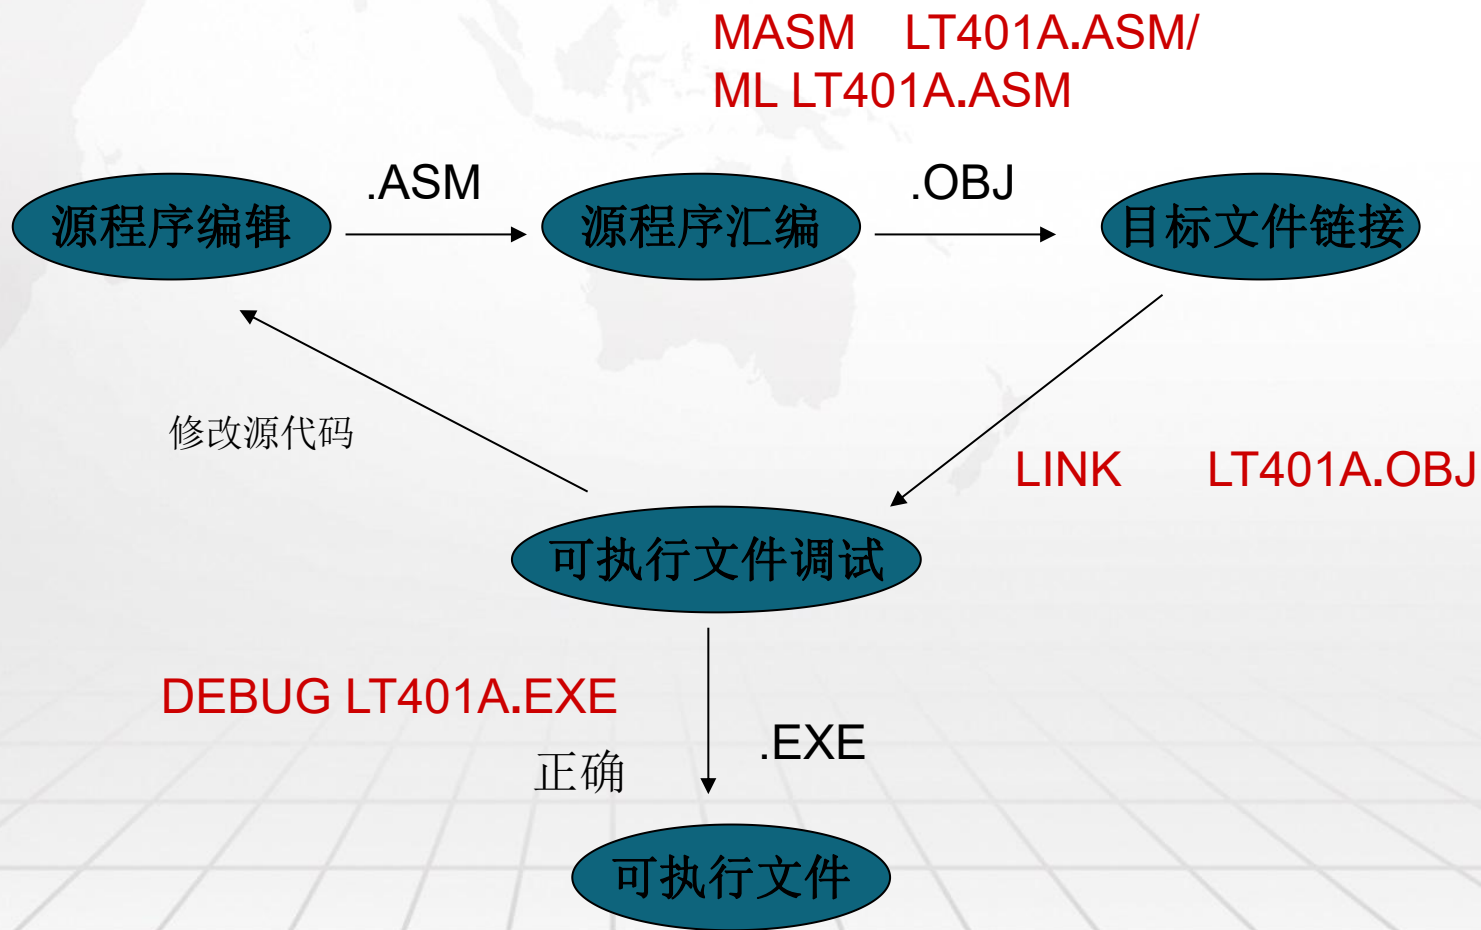 MASM LT401A.ASM/
ML LT401A.ASM
.ASM
.OBJ
源程序编辑
源程序汇编
目标文件链接
修改源代码
LINK LT401A.OBJ
可执行文件调试
DEBUG LT401A.EXE
.EXE
正确
可执行文件